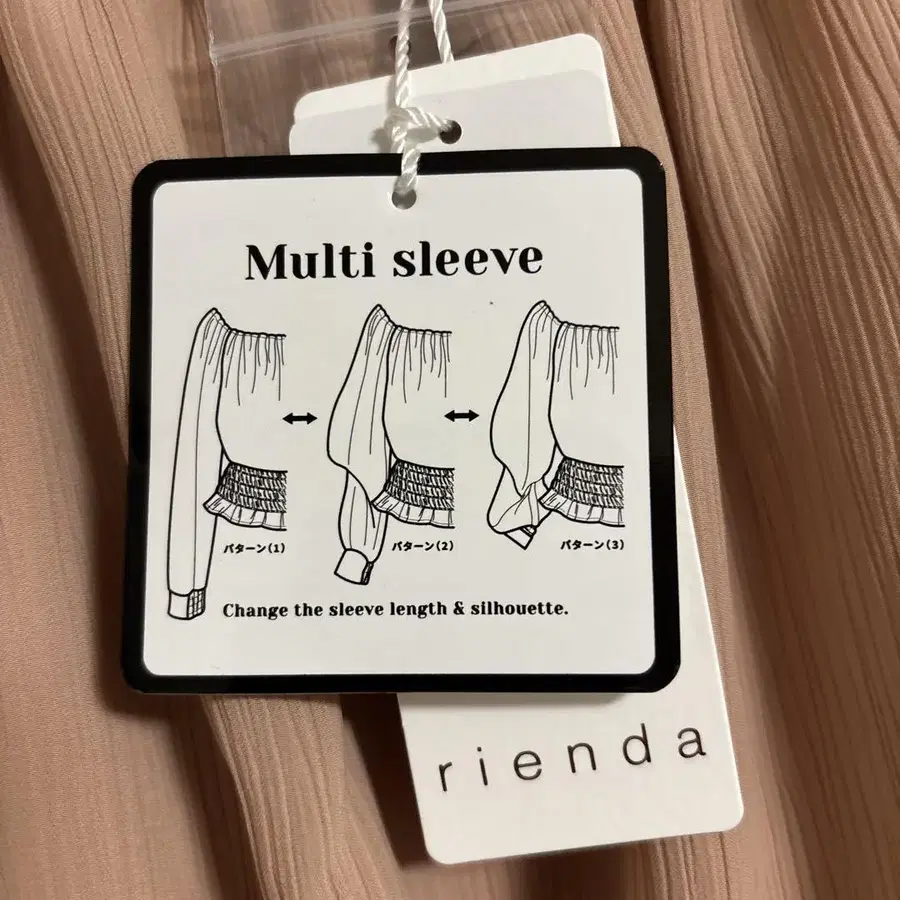 Multi sleeve
パターン(1)
パターン(2)
パターン(3)
Change the sleeve length & silhouette.
rienda